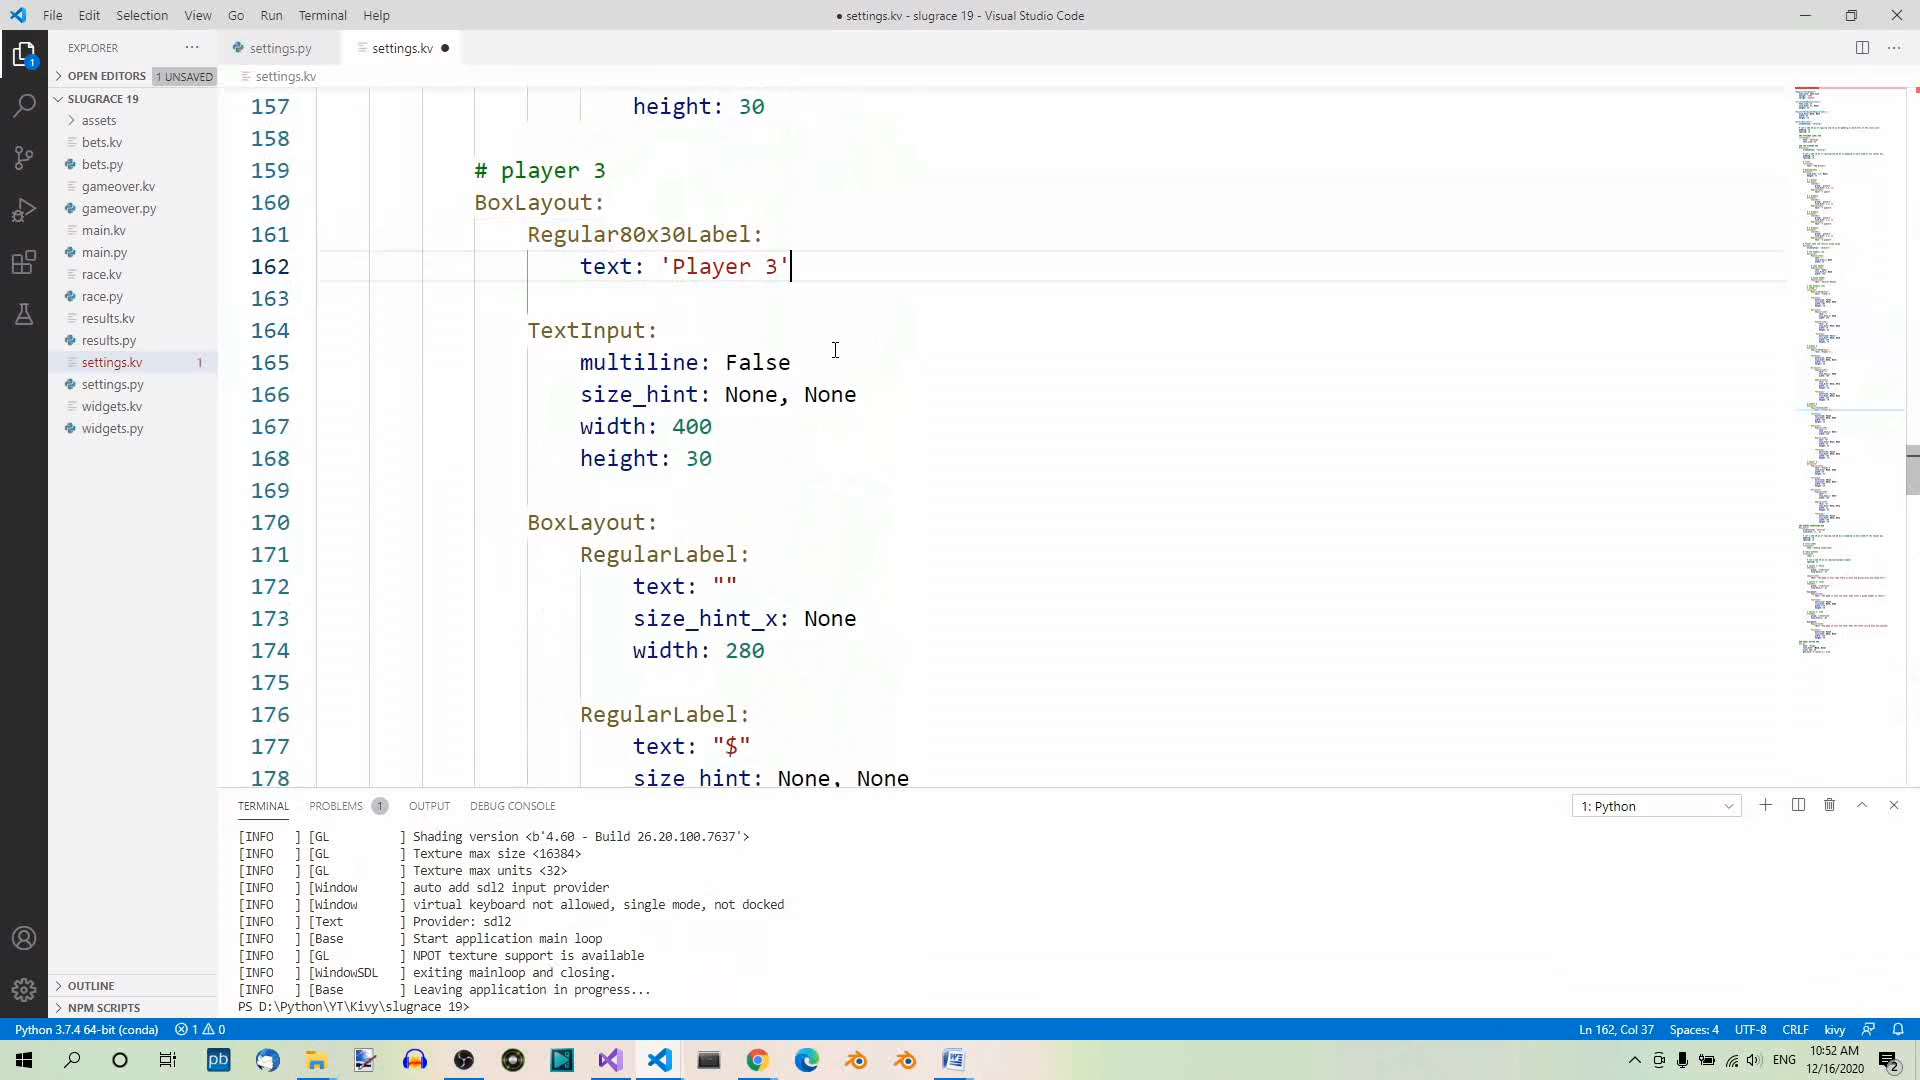 File Edit Selection View Go Run Terminal Help
● settings.kv - slugrace 19 - Visual Studio Code
EXPLORER
OPEN EDITORS 1 UNSAVED
SLUGRACE 19
assets
bets.kv
bets.py
gameover.kv
gameover.py
main.kv
main.py
race.kv
race.py
results.kv
results.py
settings.kv 1
settings.py
widgets.kv
widgets.py
OUTLINE
NPM SCRIPTS
1
settings.py settings.kv
settings.kv
157 height: 30
158
159 # player 3
160 BoxLayout:
161 Regular80x30Label:
162 text: 'Player 3'
163
164 TextInput:
165 multiline: False
166 size_hint: None, None
167 width: 400
168 height: 30
169
170 BoxLayout:
171 RegularLabel:
172 text: ""
173 size_hint_x: None
174 width: 280
175
176 RegularLabel:
177 text: "$"
178 size_hint: None, None
TERMINAL PROBLEMS 1 OUTPUT DEBUG CONSOLE 1: Python
[INFO ] [GL ] Shading version <b'4.60 - Build 26.20.100.7637'>
[INFO ] [GL ] Texture max size <16384>
[INFO ] [GL ] Texture max units <32>
[INFO ] [Window ] auto add sdl2 input provider
[INFO ] [Window ] virtual keyboard not allowed, single mode, not docked
[INFO ] [Text ] Provider: sdl2
[INFO ] [Base ] Start application main loop
[INFO ] [GL ] NPOT texture support is available
[INFO ] [WindowSDL ] exiting mainloop and closing.
[INFO ] [Base ] Leaving application in progress...
PS D:\Python\YT\Kivy\slugrace 19>
Python 3.7.4 64-bit (conda) 1 0 Ln 162, Col 37 Spaces: 4 UTF-8 CRLF kivy
pb
ENG
10:52 AM
12/16/2020
2